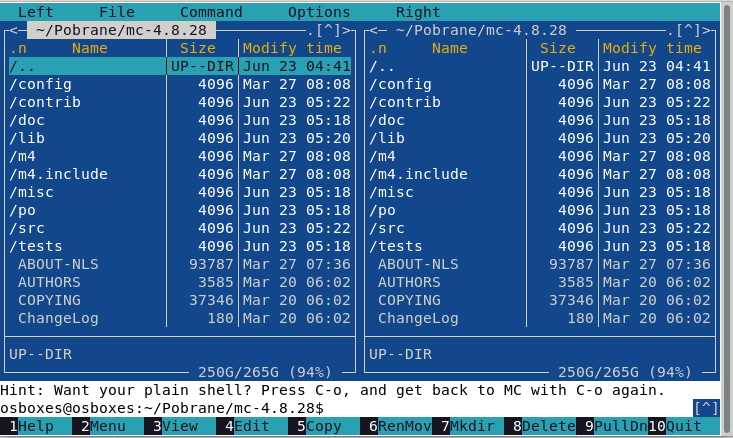 Left File Command Options Right
<─ ~/Pobrane/mc-4.8.28 ─.[^]> <─ ~/Pobrane/mc-4.8.28 ─.[^]>
.n Name Size Modify time .n Name Size Modify time
/.. UP--DIR Jun 23 04:41 /.. UP--DIR Jun 23 04:41
/config 4096 Mar 27 08:08 /config 4096 Mar 27 08:08
/contrib 4096 Jun 23 05:22 /contrib 4096 Jun 23 05:22
/doc 4096 Jun 23 05:18 /doc 4096 Jun 23 05:18
/lib 4096 Jun 23 05:20 /lib 4096 Jun 23 05:20
/m4 4096 Mar 27 08:08 /m4 4096 Mar 27 08:08
/m4.include 4096 Mar 27 08:08 /m4.include 4096 Mar 27 08:08
/misc 4096 Jun 23 05:18 /misc 4096 Jun 23 05:18
/po 4096 Jun 23 05:18 /po 4096 Jun 23 05:18
/src 4096 Jun 23 05:22 /src 4096 Jun 23 05:22
/tests 4096 Jun 23 05:18 /tests 4096 Jun 23 05:18
ABOUT-NLS 93787 Mar 27 07:36 ABOUT-NLS 93787 Mar 27 07:36
AUTHORS 3585 Mar 20 06:02 AUTHORS 3585 Mar 20 06:02
COPYING 37346 Mar 20 06:02 COPYING 37346 Mar 20 06:02
ChangeLog 180 Mar 20 06:02 ChangeLog 180 Mar 20 06:02
UP--DIR UP--DIR
250G/265G (94%) 250G/265G (94%)
Hint: Want your plain shell? Press C-o, and get back to MC with C-o again.
osboxes@osboxes:~/Pobrane/mc-4.8.28$ [^]
1Help 2Menu 3View 4Edit 5Copy 6RenMov 7Mkdir 8Delete 9PullDn 10Quit